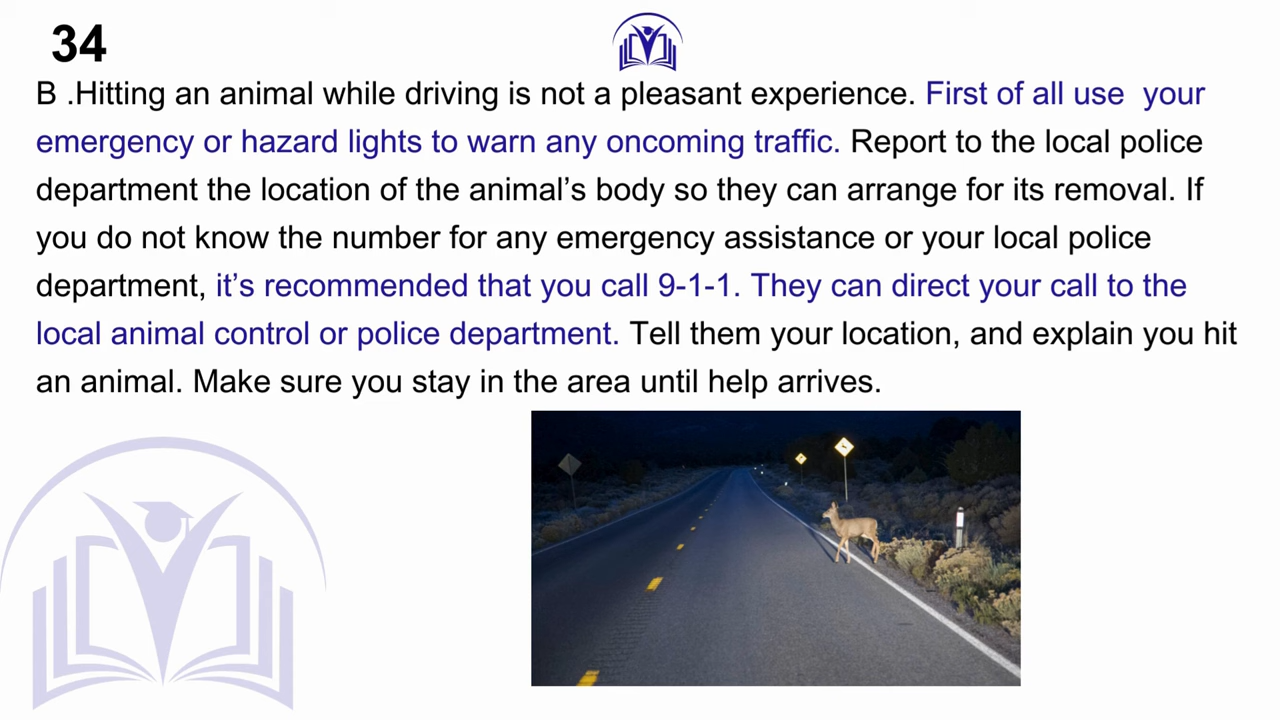 34
B .Hitting an animal while driving is not a pleasant experience. First of all use  your
emergency or hazard lights to warn any oncoming traffic. Report to the local police
department the location of the animal’s body so they can arrange for its removal. If
you do not know the number for any emergency assistance or your local police
department, it’s recommended that you call 9-1-1. They can direct your call to the
local animal control or police department. Tell them your location, and explain you hit
an animal. Make sure you stay in the area until help arrives.